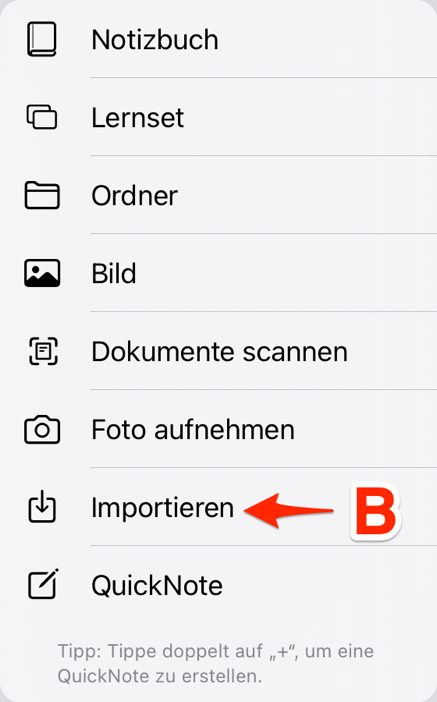 Notizbuch
Lernset
Ordner
Bild
Dokumente scannen
Foto aufnehmen
Importieren B
QuickNote
Tipp: Tippe doppelt auf „+“, um eine
QuickNote zu erstellen.